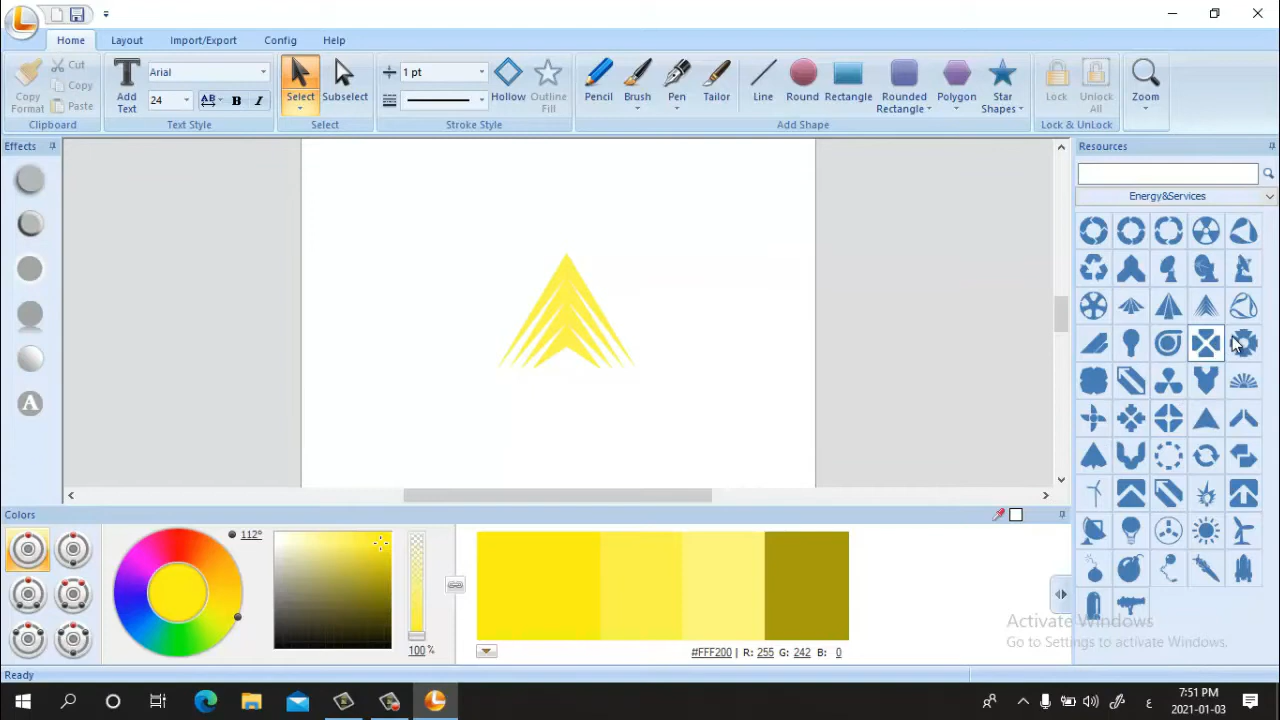 Home Layout Import/Export Config Help
Copy Format
Cut
Copy
Paste
Clipboard
Add Text
Arial
24 AB B I
Text Style
Select
Subselect
Select
1 pt
Hollow
Outline Fill
Stroke Style
Pencil
Brush
Pen
Tailor
Line
Round
Rectangle
Rounded Rectangle
Polygon
Star Shapes
Add Shape
Lock
Unlock All
Lock & UnLock
Zoom
Effects
A
Resources
Energy&Services
Colors
112°
100 %
#FFF200 | R: 255 G: 242 B: 0
Activate Windows
Go to Settings to activate Windows.
Ready
ع
7:51 PM
2021-01-03